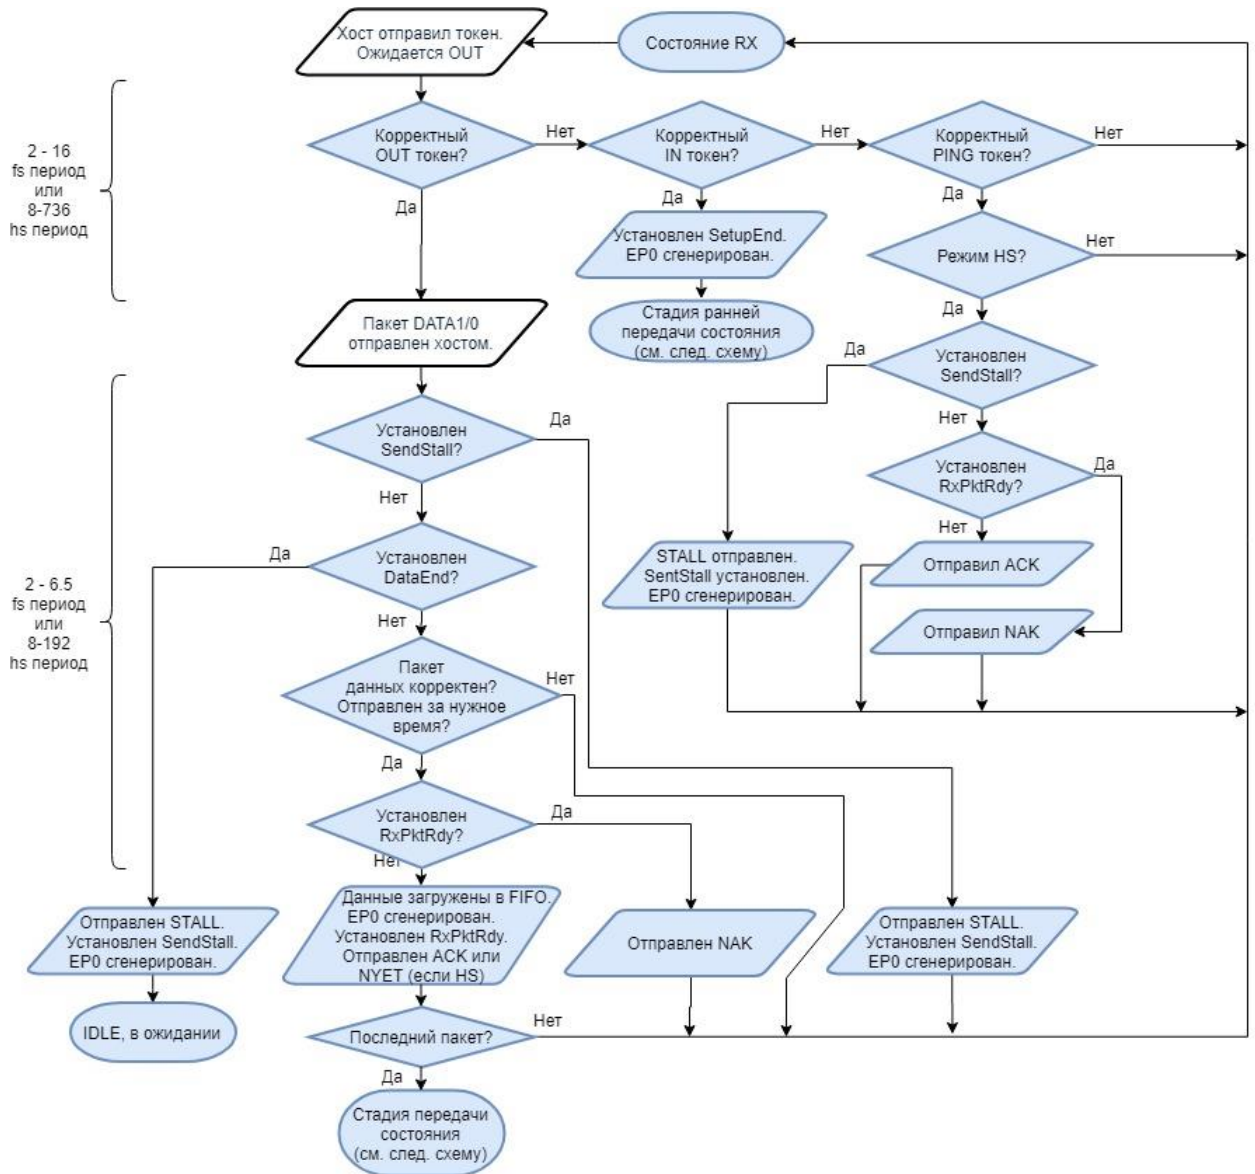 Хост отправил токен.
Ожидается OUT
Состояние RX
2 - 16
fs период
или
8-736
hs период
Корректный
OUT токен?
Нет
Корректный
IN токен?
Нет
Корректный
PING токен?
Нет
Да
Да
Да
Установлен SetupEnd.
EP0 сгенерирован.
Режим HS?
Нет
Да
Стадия ранней
передачи состояния
(см. след. схему)
Пакет DATA1/0
отправлен хостом.
Да
Установлен
SendStall?
Нет
Установлен
SendStall?
Да
Нет
Установлен
RxPktRdy?
Да
Нет
2 - 6.5
fs период
или
8-192
hs период
Да
Установлен
DataEnd?
Нет
STALL отправлен.
SentStall установлен.
EP0 сгенерирован.
Отправил ACK
Отправил NAK
Пакет
данных корректен?
Отправлен за нужное
время?
Нет
Да
Установлен
RxPktRdy?
Да
Нет
Отправлен STALL.
Установлен SendStall.
EP0 сгенерирован.
Данные загружены в FIFO.
EP0 сгенерирован.
Установлен RxPktRdy.
Отправлен ACK или
NYET (если HS)
Отправлен NAK
Отправлен STALL.
Установлен SendStall.
EP0 сгенерирован.
IDLE, в ожидании
Последний пакет?
Нет
Да
Стадия передачи
состояния
(см. след. схему)